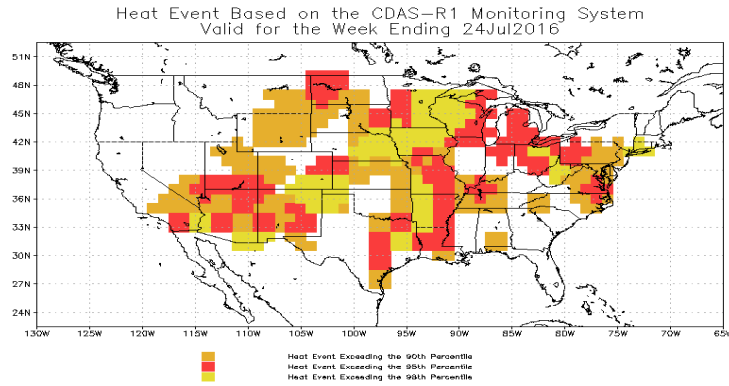 Heat Event Based on the CDAS-R1 Monitoring System
Valid for the Week Ending 24Jul2016
51N
48N
45N
42N
39N
36N
33N
30N
27N
24N
130W 125W 120W 115W 110W 105W 100W 95W 90W 85W 80W 75W 70W 65W
Heat Event Exceeding the 90th Percentile
Heat Event Exceeding the 95th Percentile
Heat Event Exceeding the 98th Percentile